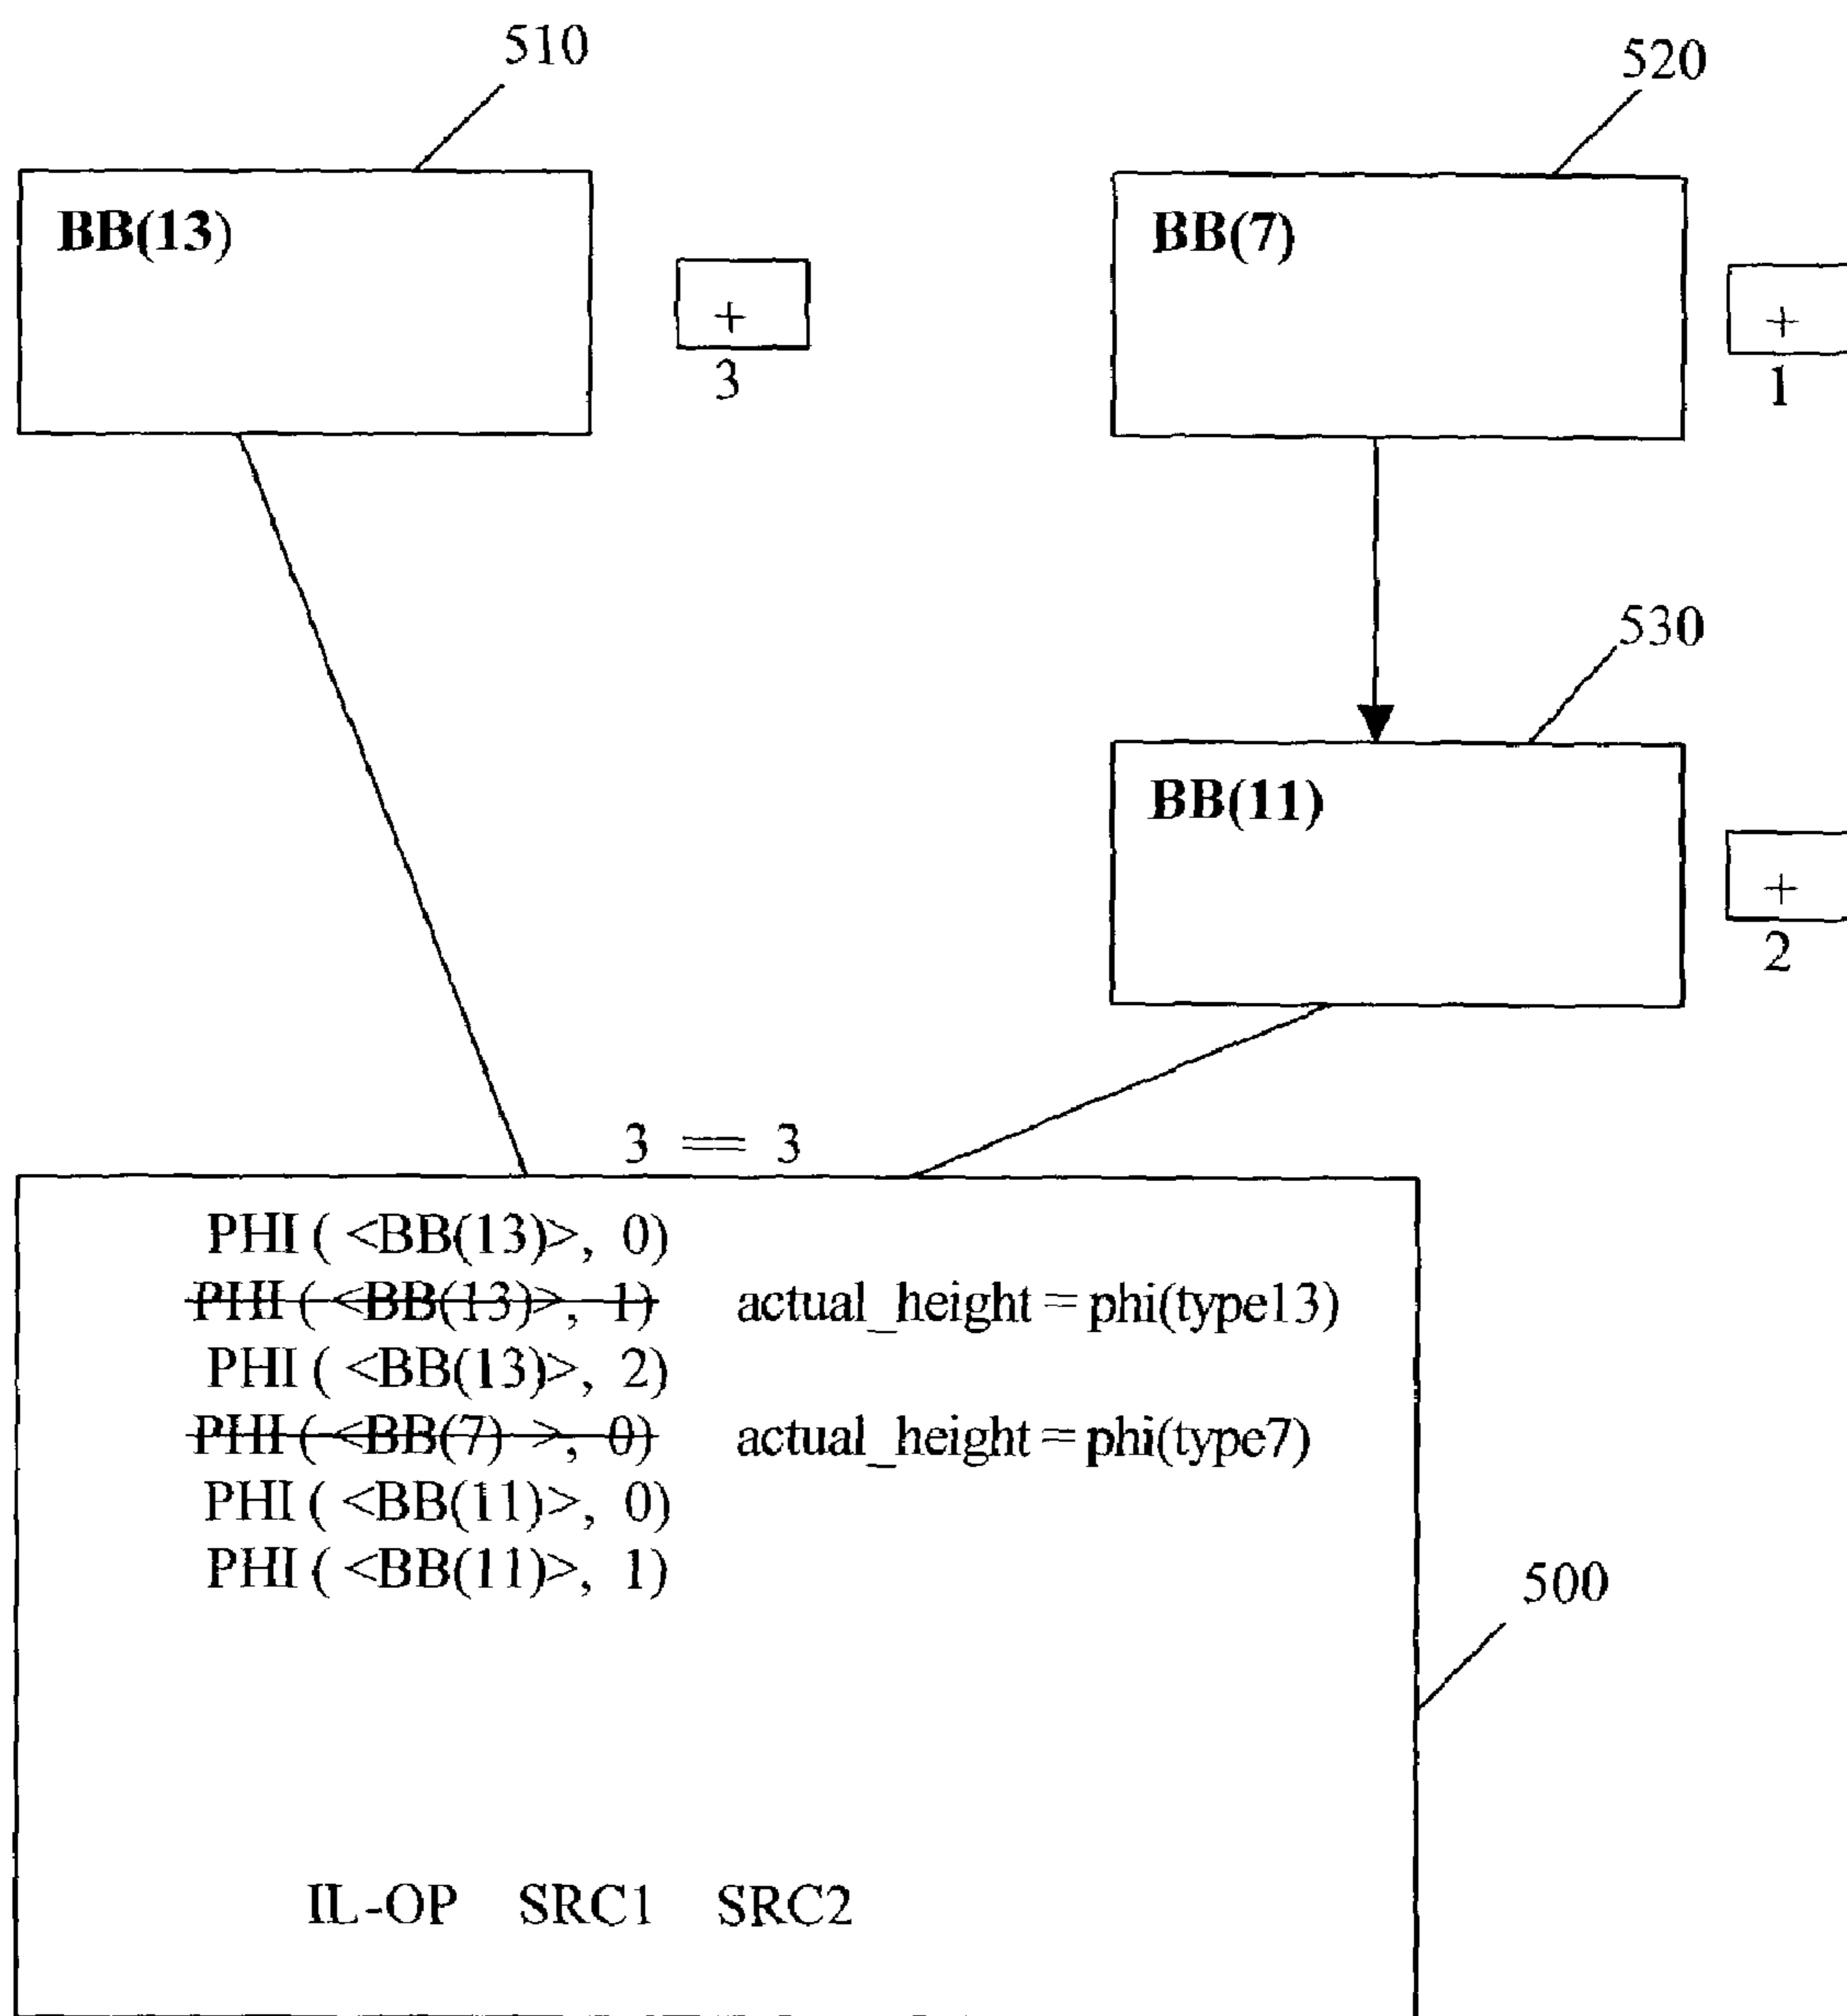 510
520
BB(13)
+
3
BB(7)
+
1
530
BB(11)
+
2
3 == 3
PHI ( <BB(13)>, 0)
PHI ( <BB(13)>, 1) actual_height = phi(type13)
PHI ( <BB(13)>, 2)
PHI ( <BB(7) >, 0) actual_height = phi(type7)
PHI ( <BB(11)>, 0)
PHI ( <BB(11)>, 1)
500
IL-OP SRC1 SRC2